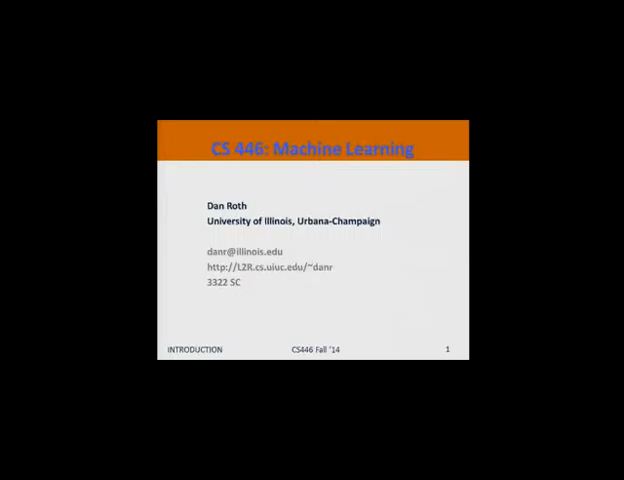 CS 446: Machine Learning
Dan Roth
University of Illinois, Urbana-Champaign
danr@illinois.edu
http://L2R.cs.uiuc.edu/~danr
3322 SC
INTRODUCTION CS446 Fall '14 1